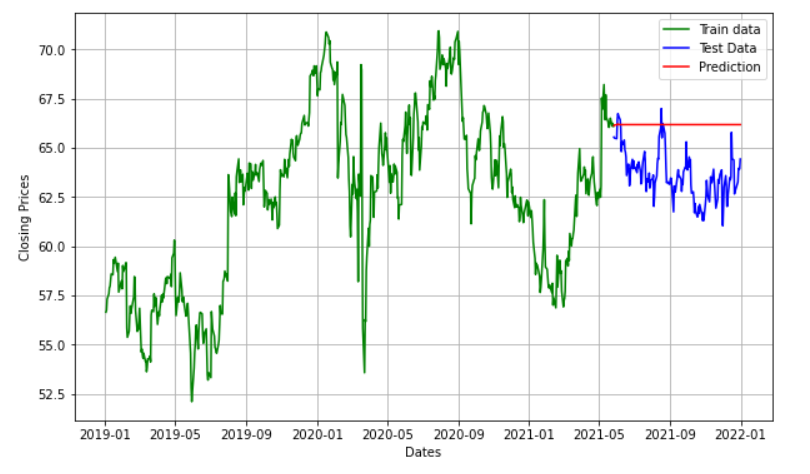 Train data
Test Data
Prediction
Closing Prices
70.0
67.5
65.0
62.5
60.0
57.5
55.0
52.5
2019-01 2019-05 2019-09 2020-01 2020-05 2020-09 2021-01 2021-05 2021-09 2022-01
Dates